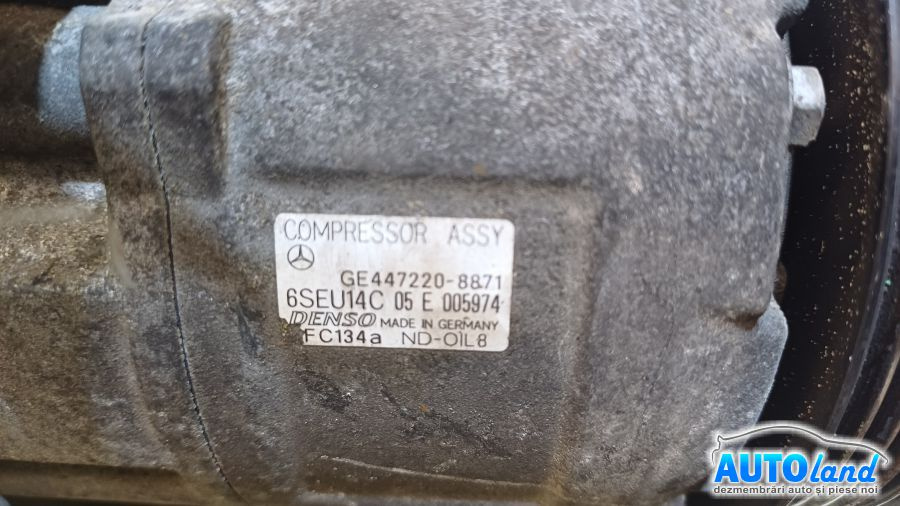 COMPRESSOR ASSY
GE447220-8871
6SEU14C 05 E 005974
DENSO MADE IN GERMANY
FC134a ND-OIL8
AUTOland
dezmembrări auto și piese noi